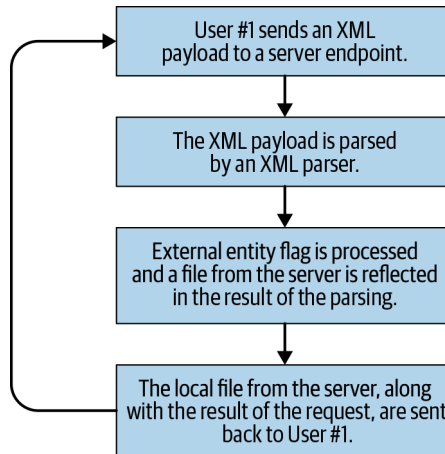 User #1 sends an XML
payload to a server endpoint.
The XML payload is parsed
by an XML parser.
External entity flag is processed
and a file from the server is reflected
in the result of the parsing.
The local file from the server, along
with the result of the request, are sent
back to User #1.